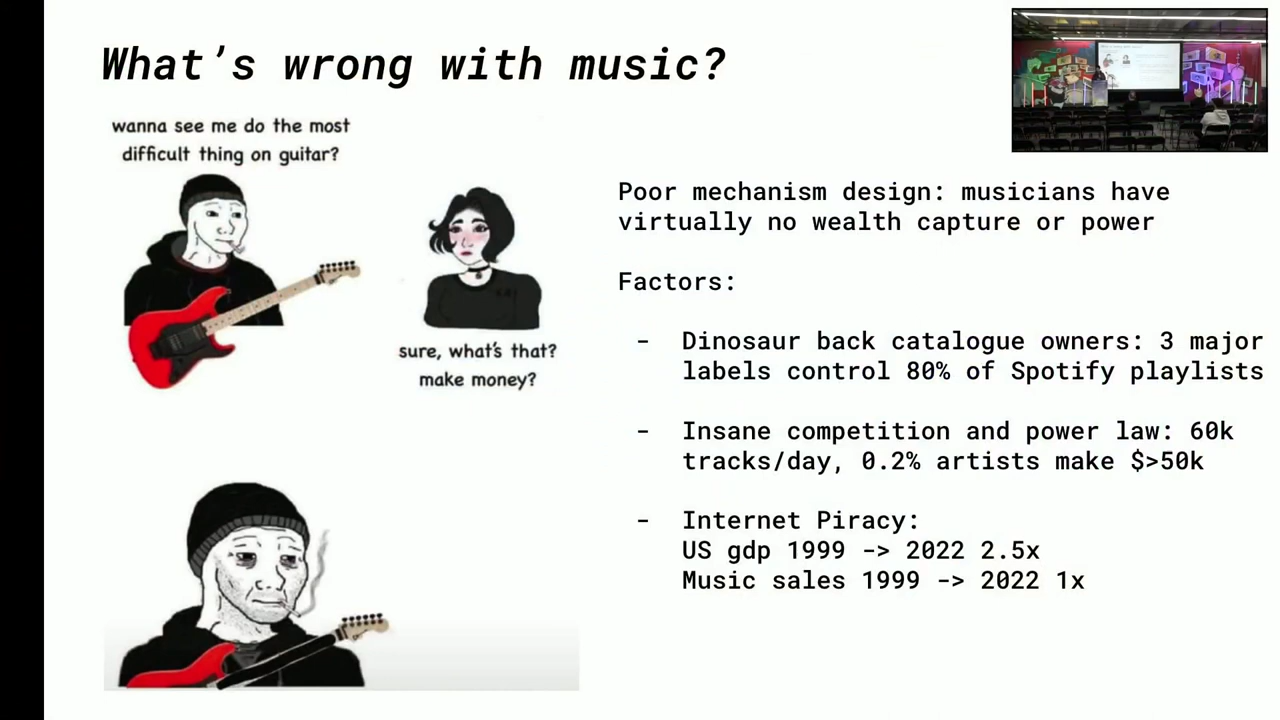 What's wrong with music?
wanna see me do the most
difficult thing on guitar?
sure, what's that?
make money?
Poor mechanism design: musicians have
virtually no wealth capture or power
Factors:
- Dinosaur back catalogue owners: 3 major
labels control 80% of Spotify playlists
- Insane competition and power law: 60k
tracks/day, 0.2% artists make $>50k
- Internet Piracy:
US gdp 1999 -> 2022 2.5x
Music sales 1999 -> 2022 1x